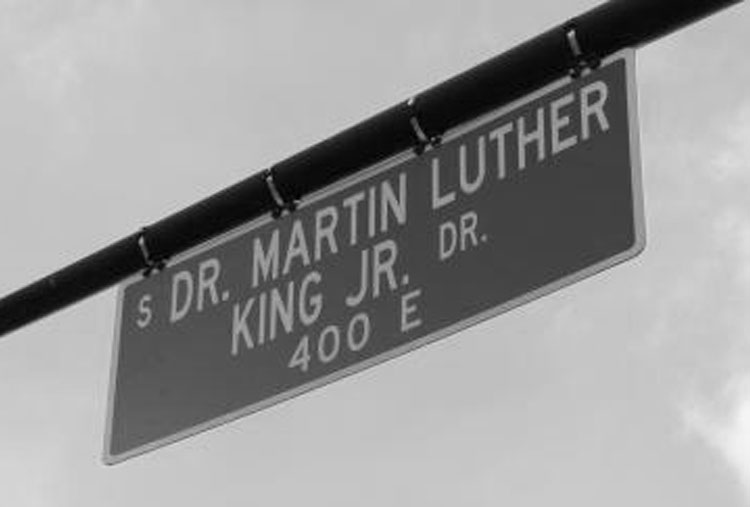 S DR. MARTIN LUTHER
KING JR. DR.
400 E